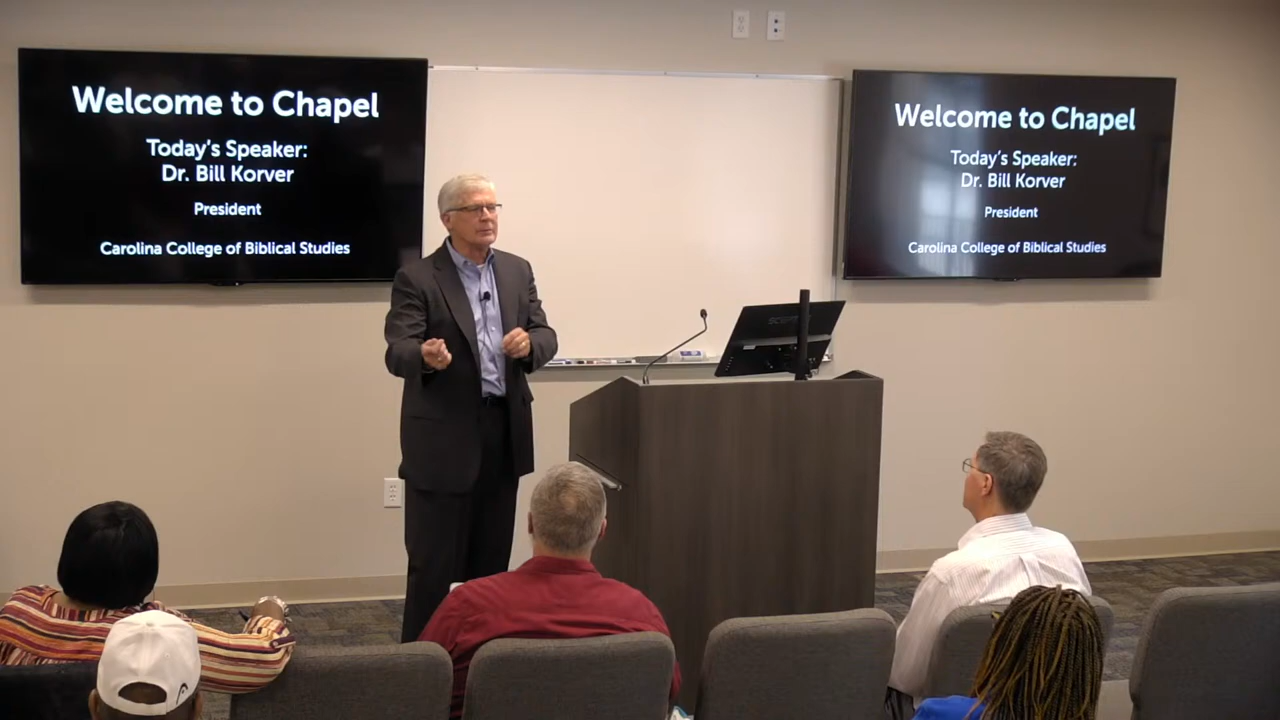 Welcome to Chapel
Today's Speaker:
Dr. Bill Korver
President
Carolina College of Biblical Studies
Welcome to Chapel
Today's Speaker:
Dr. Bill Korver
President
Carolina College of Biblical Studies